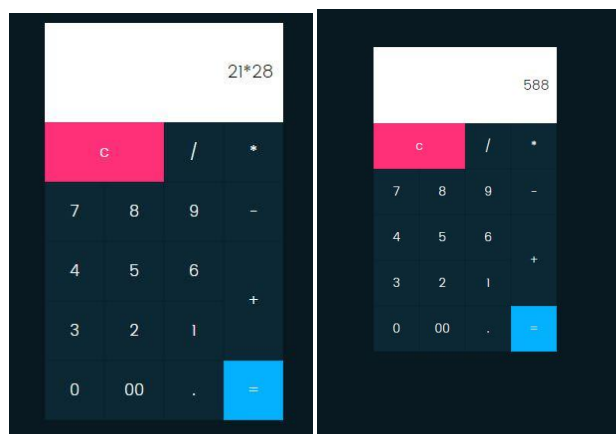 21*28
c / *
7 8 9 -
4 5 6
+
3 2 1
0 00 . =
588
c / *
7 8 9 -
4 5 6
+
3 2 1
0 00 . =